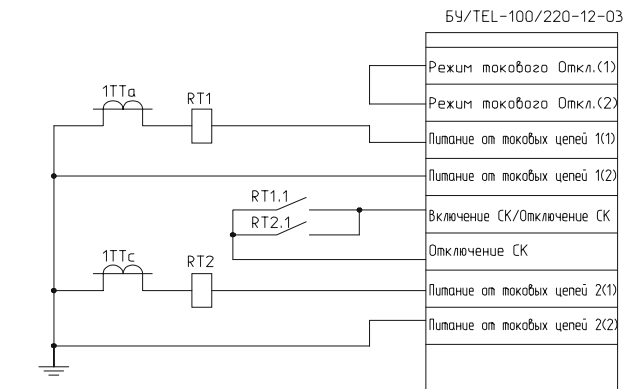 БУ/TEL-100/220-12-03
Режим токового Откл.(1)
1ТТа
RT1
Режим токового Откл.(2)
Питание от токовых цепей 1(1)
Питание от токовых цепей 1(2)
RT1.1
Включение СК/Отключение СК
RT2.1
Отключение СК
1ТТс
RT2
Питание от токовых цепей 2(1)
Питание от токовых цепей 2(2)